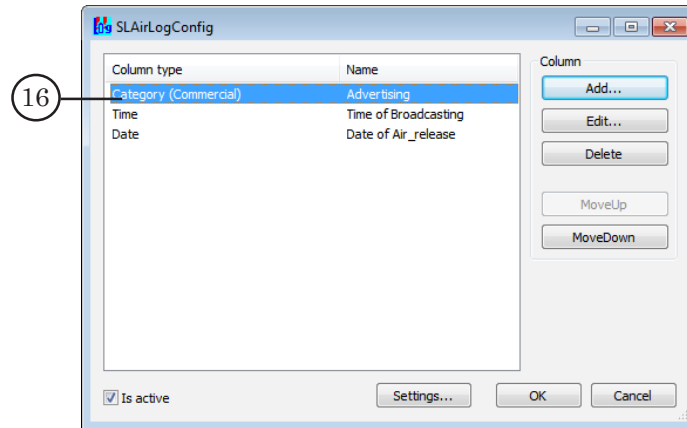 SLAirLogConfig
Column type Name
Category (Commercial) Advertising
Time Time of Broadcasting
Date Date of Air_release
Column
Add...
Edit...
Delete
MoveUp
MoveDown
16
Is active
Settings...
OK
Cancel